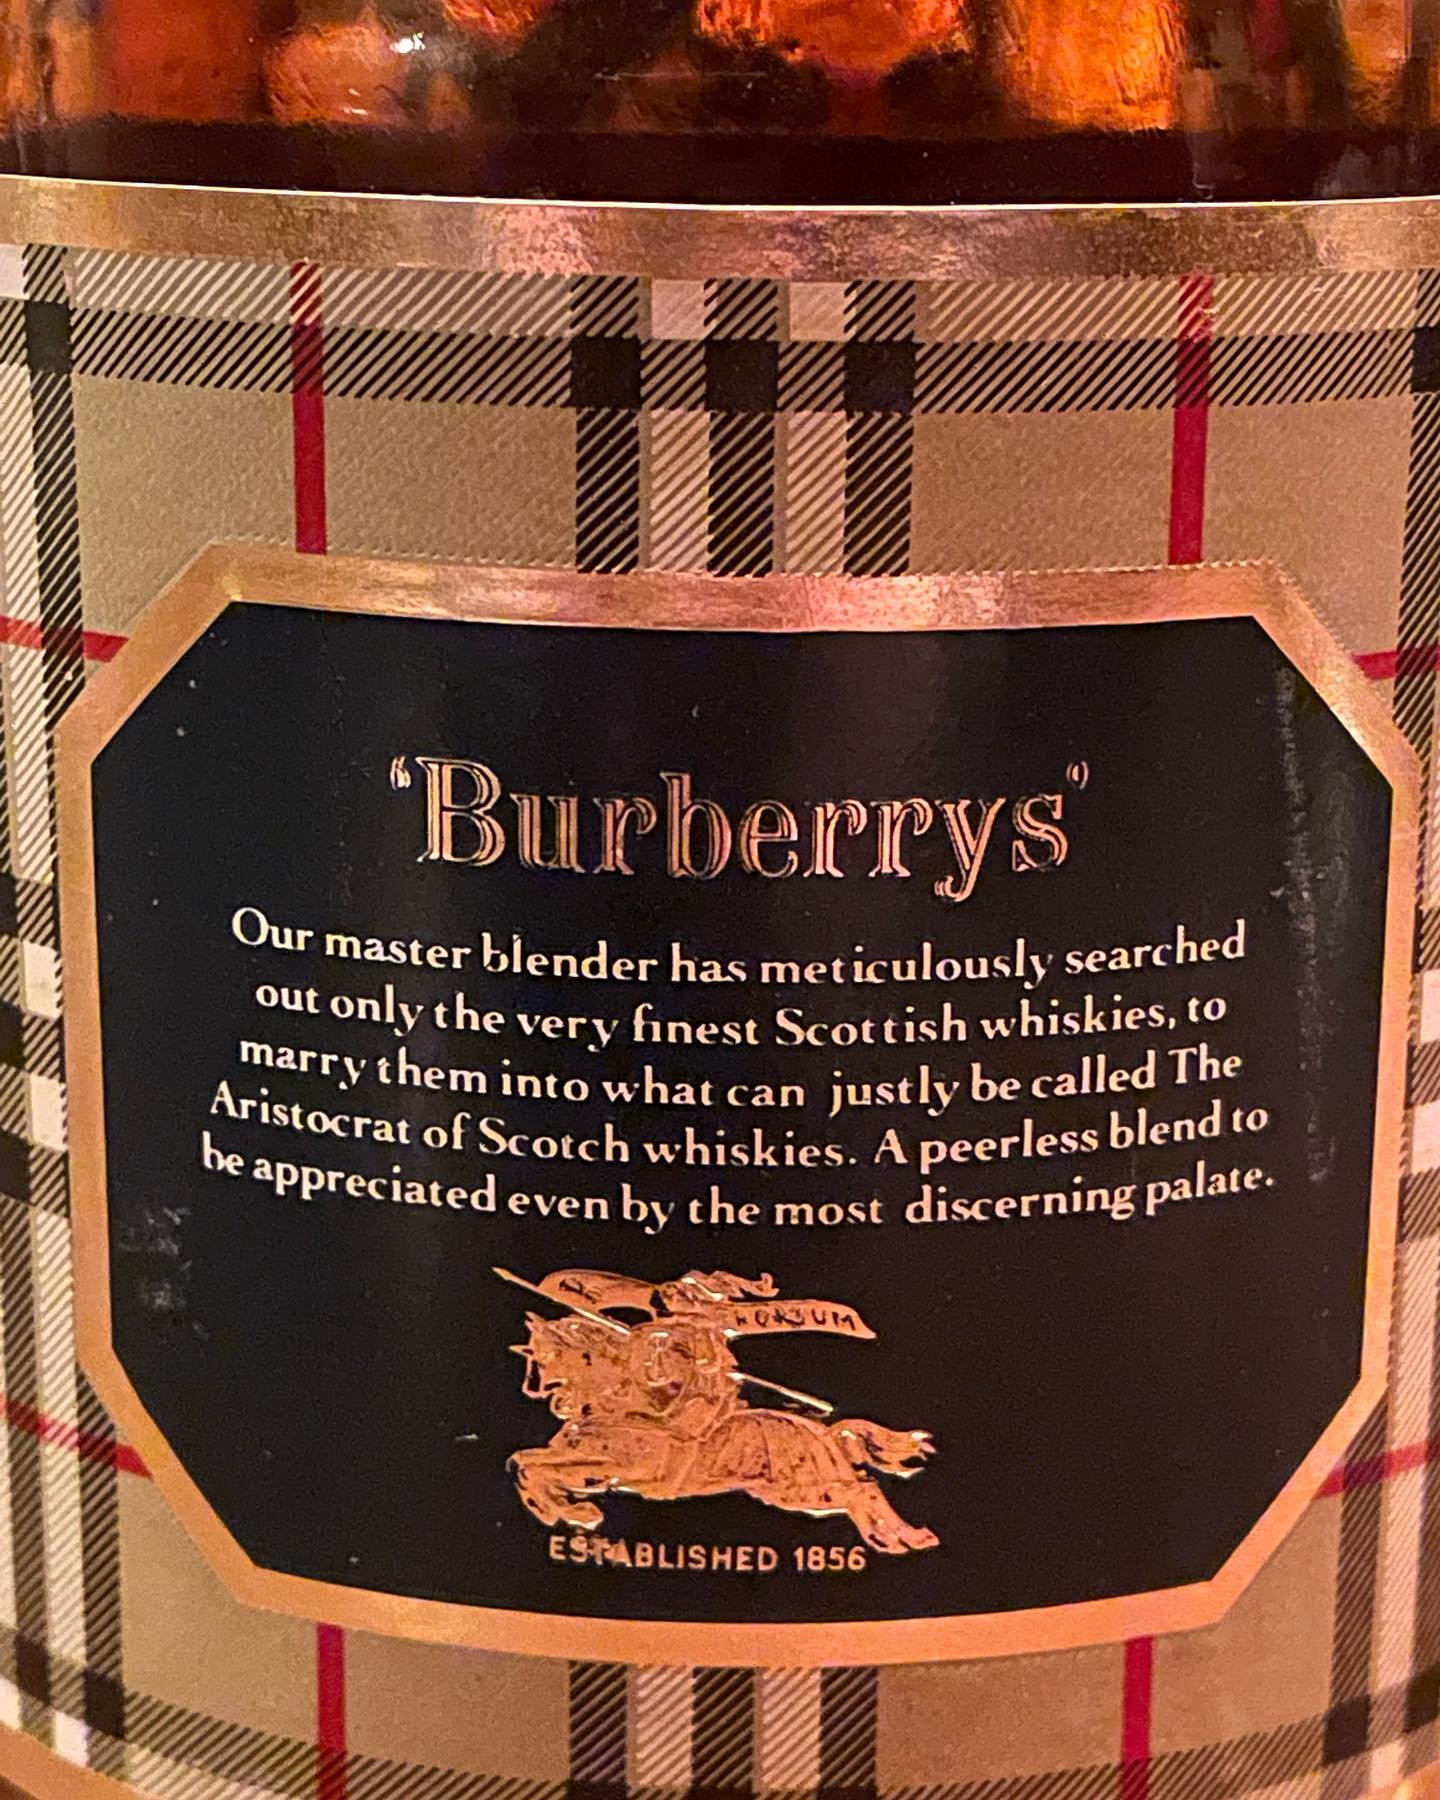 “Burberrys”
Our master blender has meticulously searched
out only the very finest Scottish whiskies, to
marry them into what can justly be called The
Aristocrat of Scotch whiskies. A peerless blend to
be appreciated even by the most discerning palate.
ESTABLISHED 1856